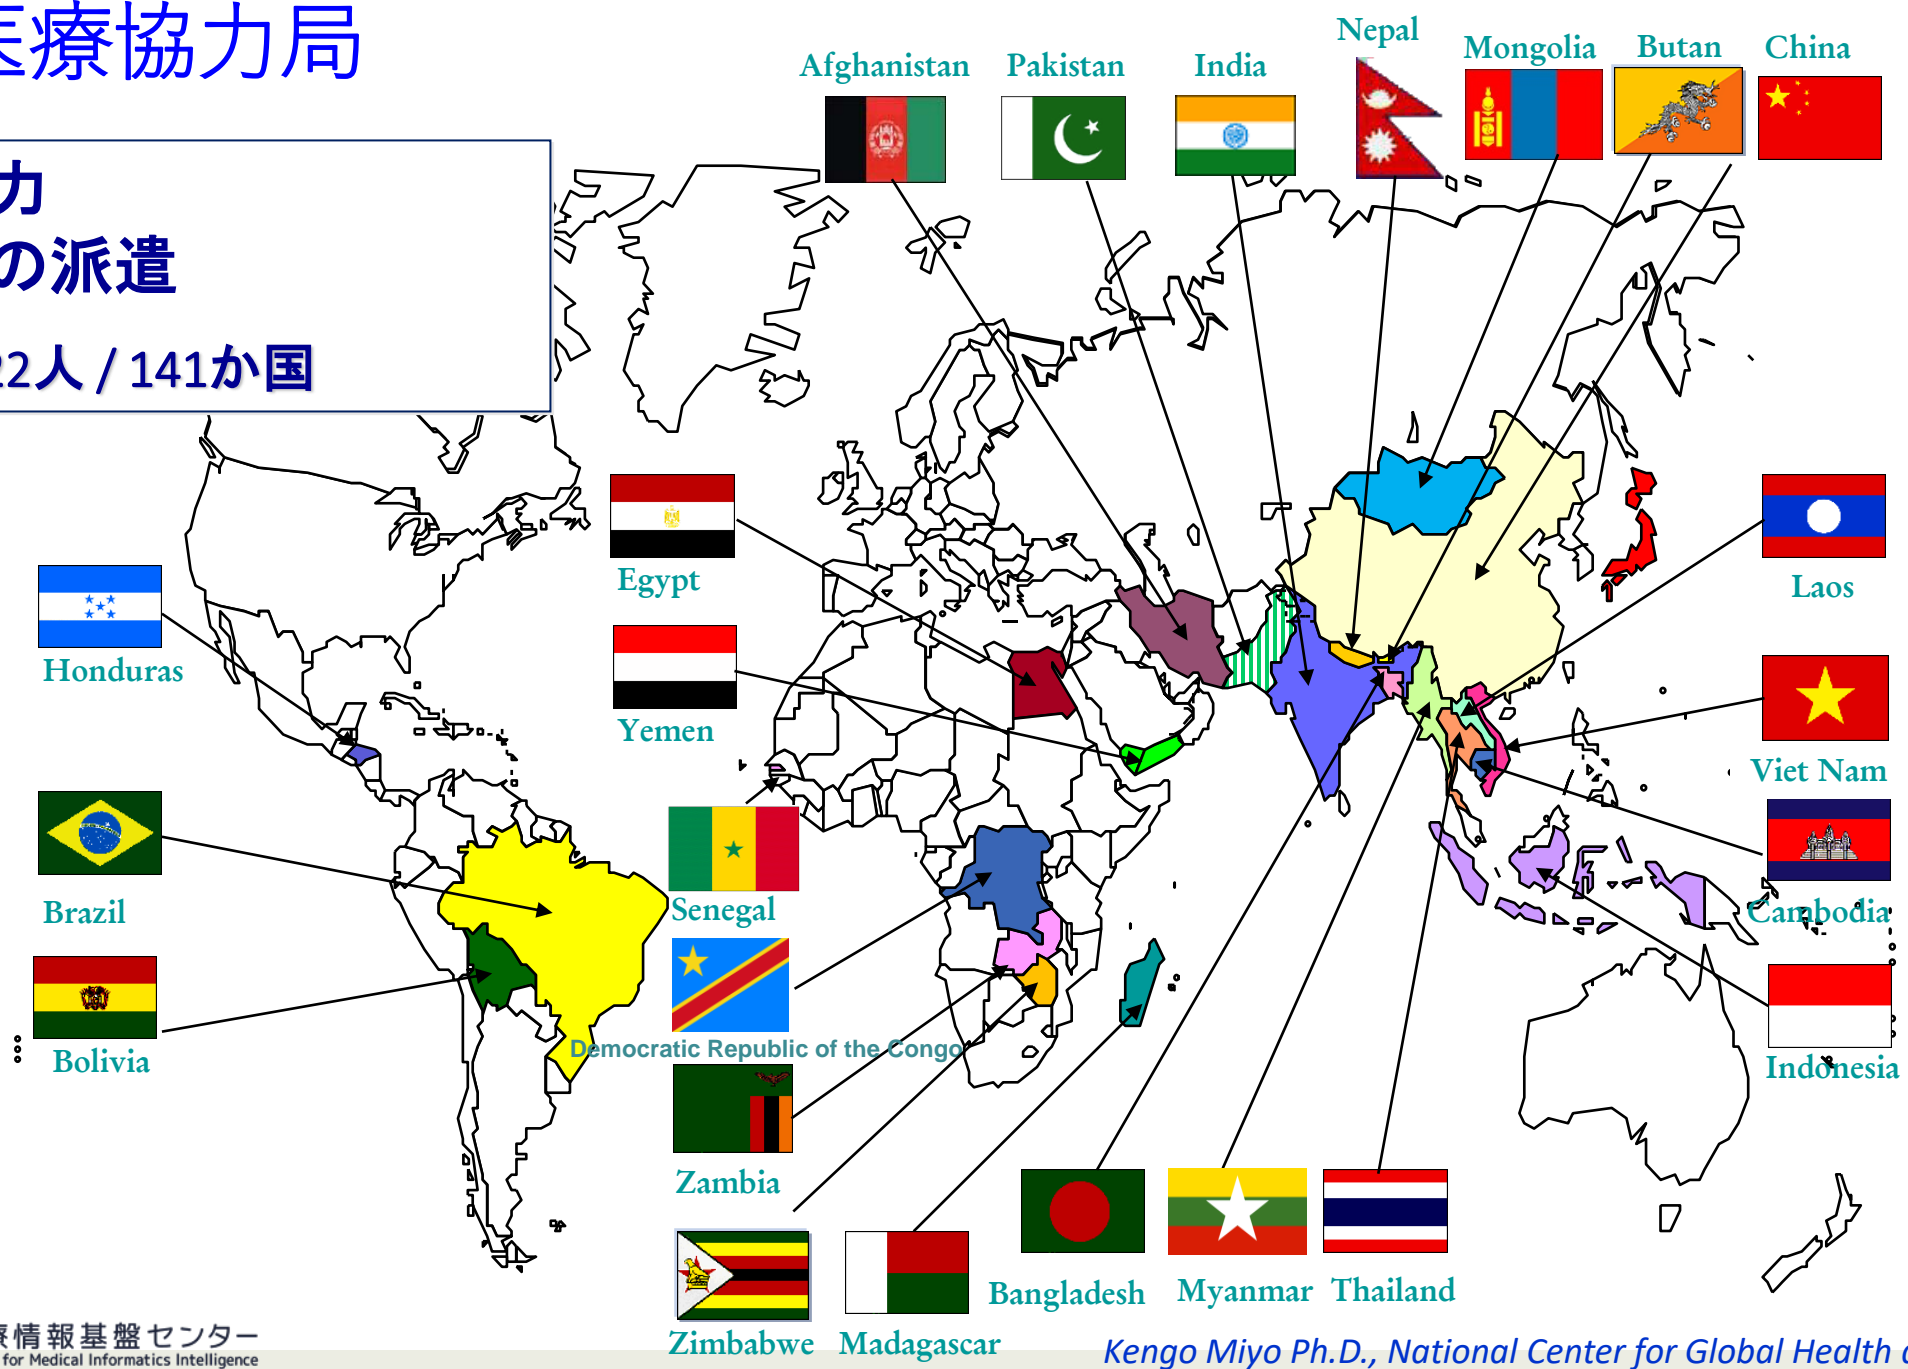 医療協力局
力
の派遣
22人 / 141か国
Nepal
Afghanistan
Pakistan
India
Mongolia
Butan
China
Egypt
Laos
Honduras
Yemen
Viet Nam
Brazil
Senegal
Cambodia
Bolivia
Democratic Republic of the Congo
Indonesia
Zambia
Bangladesh
Myanmar
Thailand
Zimbabwe
Madagascar
療情報基盤センター
for Medical Informatics Intelligence
Kengo Miyo Ph.D., National Center for Global Health